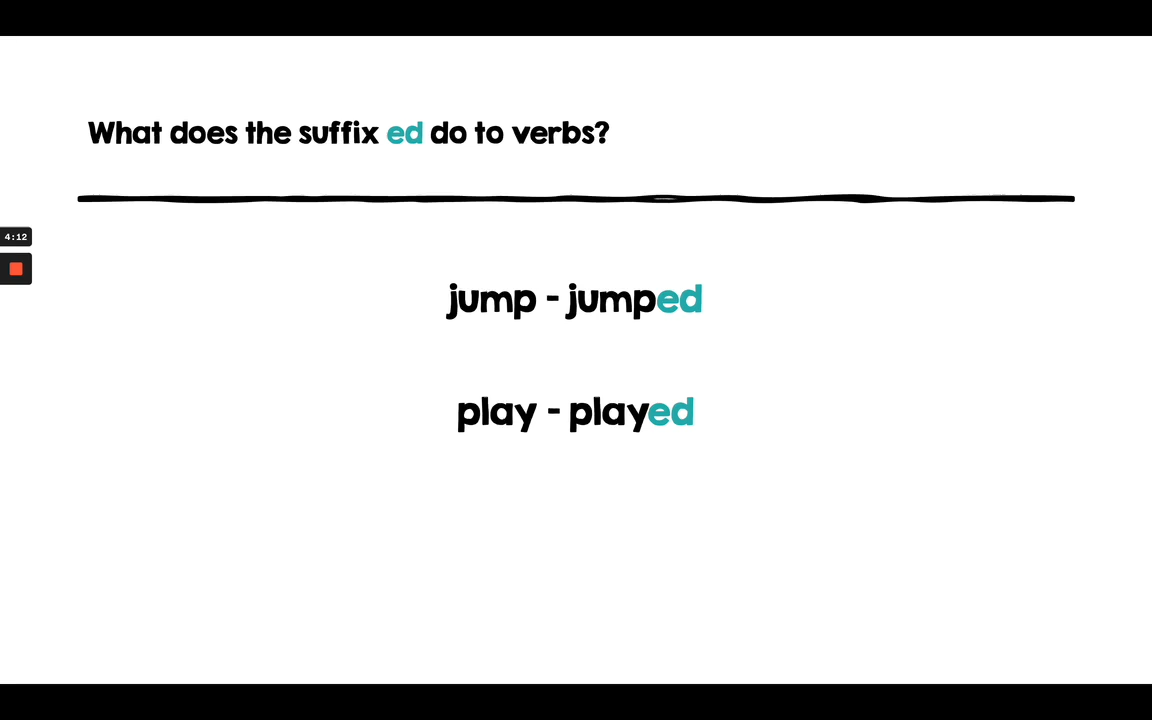 What does the suffix ed do to verbs?
4:12
jump - jumped
play - played